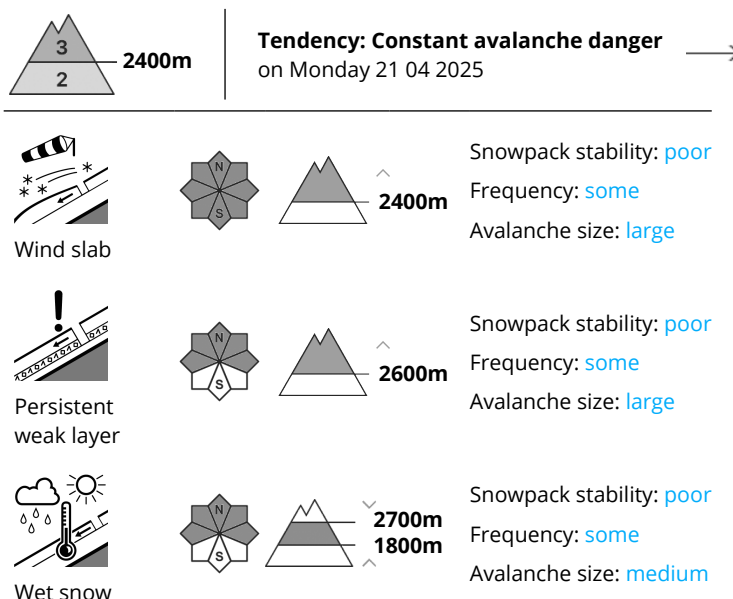 3
2
2400m
Tendency: Constant avalanche danger
on Monday 21 04 2025
N
S
2400m
Snowpack stability: poor
Frequency: some
Avalanche size: large
Wind slab
N
S
2600m
Snowpack stability: poor
Frequency: some
Avalanche size: large
Persistent
weak layer
N
S
2700m
1800m
Snowpack stability: poor
Frequency: some
Avalanche size: medium
Wet snow